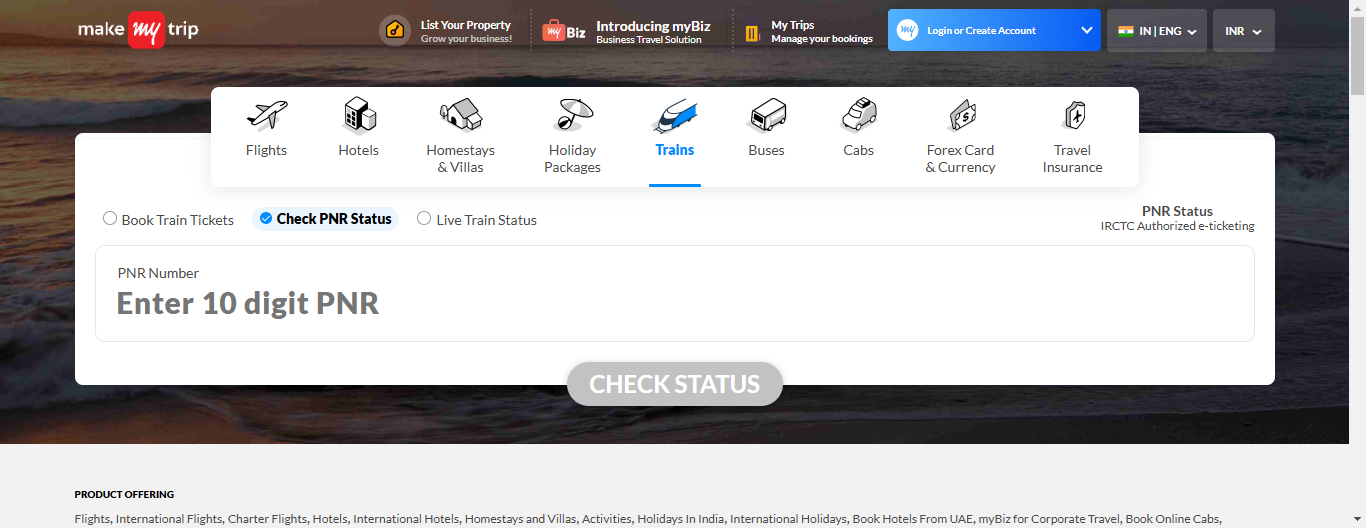 make my trip
List Your Property
Grow your business!
my Biz
Introducing myBiz
Business Travel Solution
My Trips
Manage your bookings
my
Login or Create Account
IN | ENG
INR
Flights
Hotels
Homestays
& Villas
Holiday
Packages
Trains
Buses
Cabs
Forex Card
& Currency
Travel
Insurance
Book Train Tickets
Check PNR Status
Live Train Status
PNR Status
IRCTC Authorized e-ticketing
PNR Number
Enter 10 digit PNR
CHECK STATUS
PRODUCT OFFERING
Flights, International Flights, Charter Flights, Hotels, International Hotels, Homestays and Villas, Activities, Holidays In India, International Holidays, Book Hotels From UAE, myBiz for Corporate Travel, Book Online Cabs,